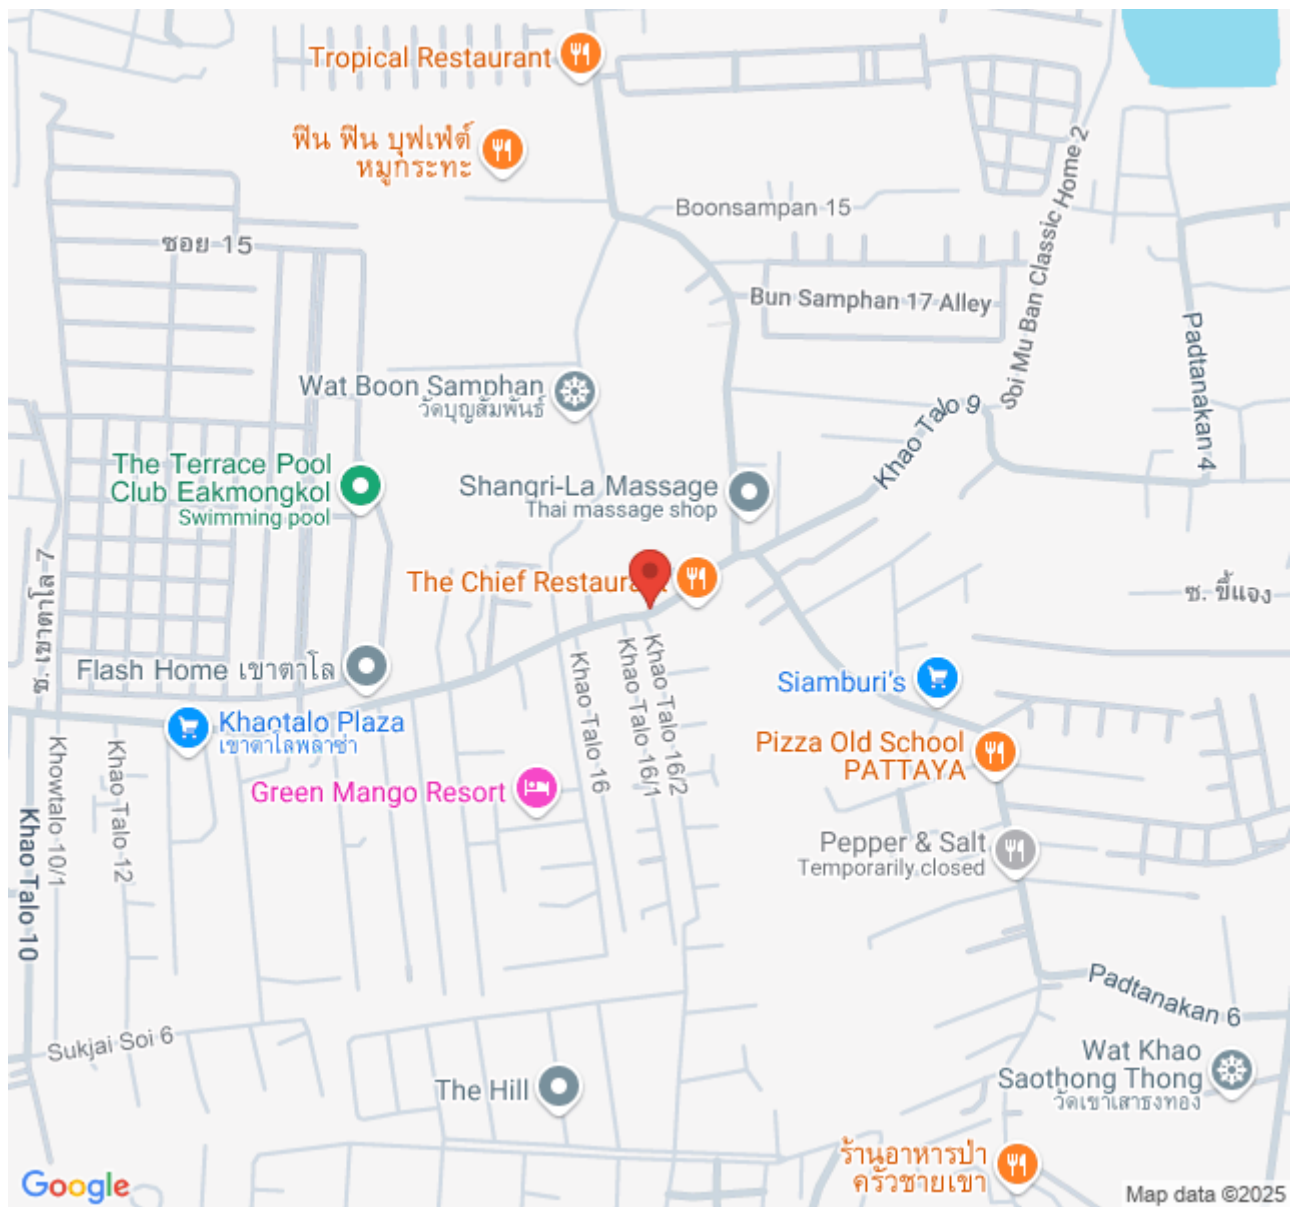 Tropical Restaurant
ฟิน ฟิน บุฟเฟ่ต์
หมูกระทะ
Boonsampan 15
ซอย 15
Soi Mu Ban Classic Home 2
Bun Samphan 17 Alley
Padtanakan 4
Wat Boon Samphan
วัดบุญสัมพันธ์
Khao Talo 9
The Terrace Pool
Club Eakmongkol
Swimming pool
Shangri-La Massage
Thai massage shop
ซ. เขาตาโล 7
The Chief Restaura
ซ. ขี้แจง
Flash Home เขาตาโล
Khao Talo 16
Khao Talo 16/1
Khao Talo 16/2
Siamburi's
Khaotalo Plaza
เขาตาโลพลาซ่า
Pizza Old School
PATTAYA
Green Mango Resort
Khao Talo 10
Khowtalo 10/1
Khao Talo 12
Pepper & Salt
Temporarily closed
Padtanakan 6
Sukjai Soi 6
Wat Khao
Saothong Thong
วัดเขาเสาธงทอง
The Hill
ร้านอาหารป่า
ครัวชายเขา
Google
Map data ©2025